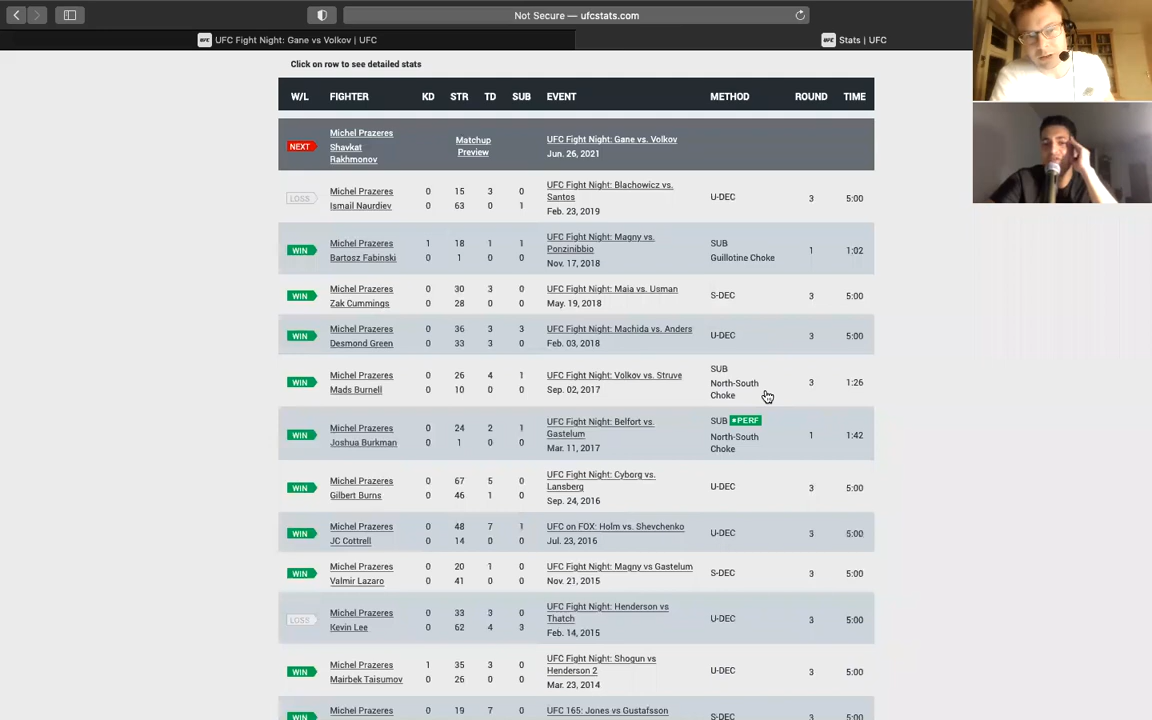 Not Secure — ufcstats.com
UFC UFC Fight Night: Gane vs Volkov | UFC
UFC Stats | UFC
Click on row to see detailed stats
W/L FIGHTER KD STR TD SUB EVENT METHOD ROUND TIME
NEXT Michel Prazeres Matchup UFC Fight Night: Gane vs. Volkov
Shavkat Preview Jun. 26, 2021
Rakhmonov
LOSS Michel Prazeres 0 15 3 0 UFC Fight Night: Blachowicz vs. U-DEC 3 5:00
Ismail Naurdiev 0 63 0 1 Santos
Feb. 23, 2019
WIN Michel Prazeres 1 18 1 1 UFC Fight Night: Magny vs. SUB 1 1:02
Bartosz Fabinski 0 1 0 0 Ponzinibbio Guillotine Choke
Nov. 17, 2018
WIN Michel Prazeres 0 30 3 0 UFC Fight Night: Maia vs. Usman S-DEC 3 5:00
Zak Cummings 0 28 0 0 May. 19, 2018
WIN Michel Prazeres 0 36 3 3 UFC Fight Night: Machida vs. Anders U-DEC 3 5:00
Desmond Green 0 33 3 0 Feb. 03, 2018
WIN Michel Prazeres 0 26 4 1 UFC Fight Night: Volkov vs. Struve SUB 3 1:26
Mads Burnell 0 10 0 0 Sep. 02, 2017 North-South
Choke
WIN Michel Prazeres 0 24 2 1 UFC Fight Night: Belfort vs. SUB PERF 1 1:42
Joshua Burkman 0 1 0 0 Gastelum North-South
Mar. 11, 2017 Choke
WIN Michel Prazeres 0 67 5 0 UFC Fight Night: Cyborg vs. U-DEC 3 5:00
Gilbert Burns 0 46 1 0 Lansberg
Sep. 24, 2016
WIN Michel Prazeres 0 48 7 1 UFC on FOX: Holm vs. Shevchenko U-DEC 3 5:00
JC Cottrell 0 14 0 0 Jul. 23, 2016
WIN Michel Prazeres 0 20 1 0 UFC Fight Night: Magny vs Gastelum S-DEC 3 5:00
Valmir Lazaro 0 41 0 0 Nov. 21, 2015
LOSS Michel Prazeres 0 33 3 0 UFC Fight Night: Henderson vs U-DEC 3 5:00
Kevin Lee 0 62 4 3 Thatch
Feb. 14, 2015
WIN Michel Prazeres 1 35 3 0 UFC Fight Night: Shogun vs U-DEC 3 5:00
Mairbek Taisumov 0 26 0 0 Henderson 2
Mar. 23, 2014
WIN Michel Prazeres 0 19 7 0 UFC 165: Jones vs Gustafsson S-DEC 3 5:00